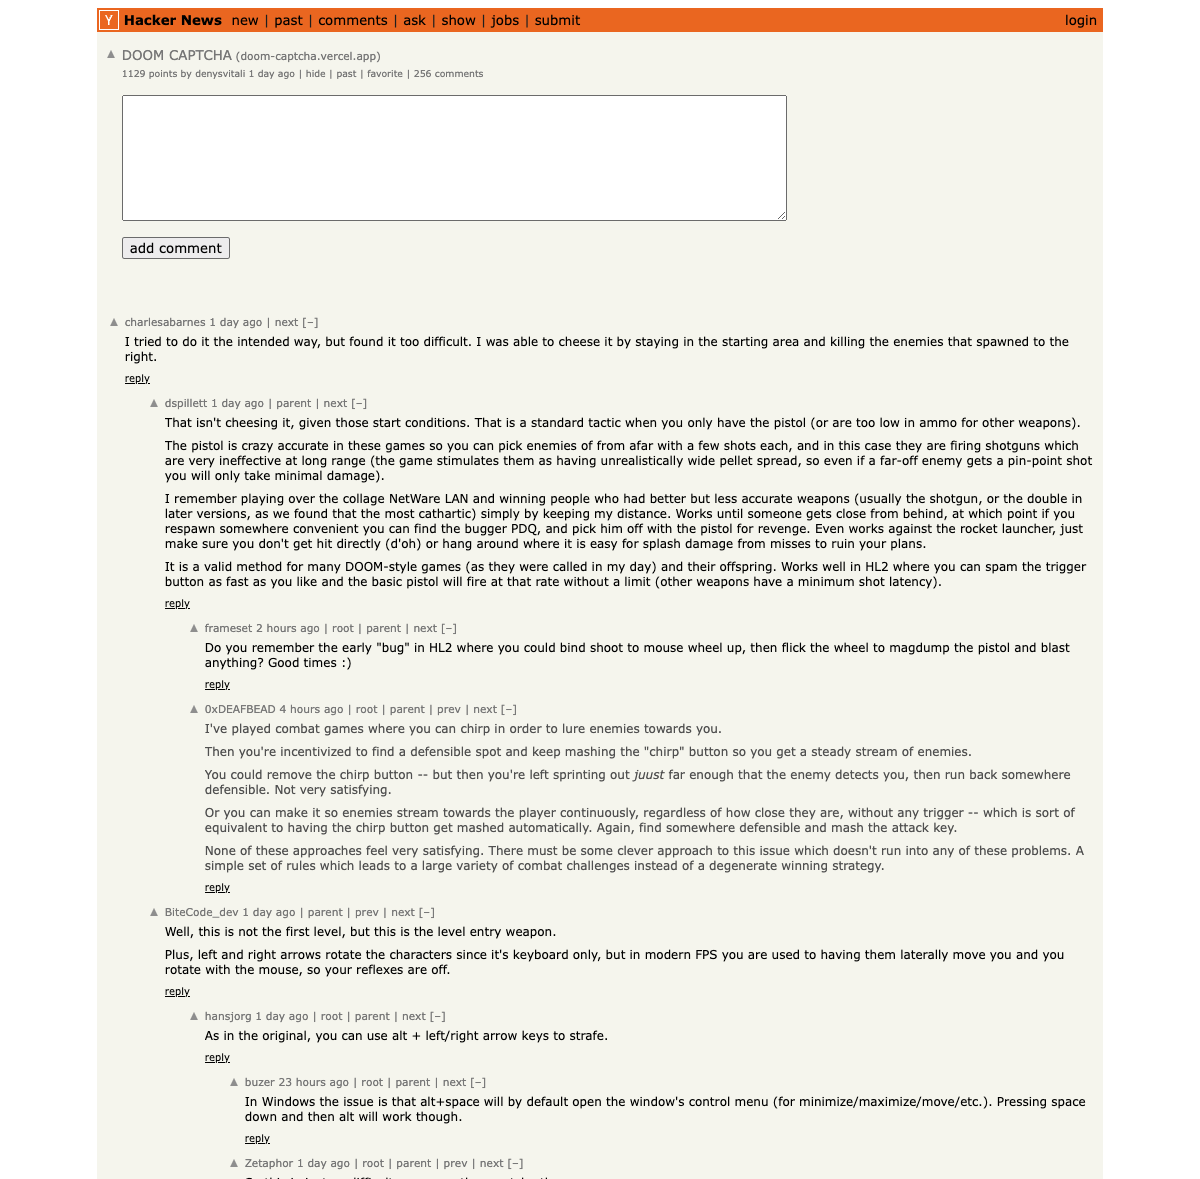 Y Hacker News new | past | comments | ask | show | jobs | submit login
▲ DOOM CAPTCHA (doom-captcha.vercel.app)
1129 points by denysvitali 1 day ago | hide | past | favorite | 256 comments
add comment
▲ charlesabarnes 1 day ago | next [–]
I tried to do it the intended way, but found it too difficult. I was able to cheese it by staying in the starting area and killing the enemies that spawned to the
right.
reply
▲ dspillett 1 day ago | parent | next [–]
That isn't cheesing it, given those start conditions. That is a standard tactic when you only have the pistol (or are too low in ammo for other weapons).
The pistol is crazy accurate in these games so you can pick enemies of from afar with a few shots each, and in this case they are firing shotguns which
are very ineffective at long range (the game stimulates them as having unrealistically wide pellet spread, so even if a far-off enemy gets a pin-point shot
you will only take minimal damage).
I remember playing over the collage NetWare LAN and winning people who had better but less accurate weapons (usually the shotgun, or the double in
later versions, as we found that the most cathartic) simply by keeping my distance. Works until someone gets close from behind, at which point if you
respawn somewhere convenient you can find the bugger PDQ, and pick him off with the pistol for revenge. Even works against the rocket launcher, just
make sure you don't get hit directly (d'oh) or hang around where it is easy for splash damage from misses to ruin your plans.
It is a valid method for many DOOM-style games (as they were called in my day) and their offspring. Works well in HL2 where you can spam the trigger
button as fast as you like and the basic pistol will fire at that rate without a limit (other weapons have a minimum shot latency).
reply
▲ frameset 2 hours ago | root | parent | next [–]
Do you remember the early "bug" in HL2 where you could bind shoot to mouse wheel up, then flick the wheel to magdump the pistol and blast
anything? Good times :)
reply
▲ 0xDEAFBEAD 4 hours ago | root | parent | prev | next [–]
I've played combat games where you can chirp in order to lure enemies towards you.
Then you're incentivized to find a defensible spot and keep mashing the "chirp" button so you get a steady stream of enemies.
You could remove the chirp button -- but then you're left sprinting out juust far enough that the enemy detects you, then run back somewhere
defensible. Not very satisfying.
Or you can make it so enemies stream towards the player continuously, regardless of how close they are, without any trigger -- which is sort of
equivalent to having the chirp button get mashed automatically. Again, find somewhere defensible and mash the attack key.
None of these approaches feel very satisfying. There must be some clever approach to this issue which doesn't run into any of these problems. A
simple set of rules which leads to a large variety of combat challenges instead of a degenerate winning strategy.
reply
▲ BiteCode_dev 1 day ago | parent | prev | next [–]
Well, this is not the first level, but this is the level entry weapon.
Plus, left and right arrows rotate the characters since it's keyboard only, but in modern FPS you are used to having them laterally move you and you
rotate with the mouse, so your reflexes are off.
reply
▲ hansjorg 1 day ago | root | parent | next [–]
As in the original, you can use alt + left/right arrow keys to strafe.
reply
▲ buzer 23 hours ago | root | parent | next [–]
In Windows the issue is that alt+space will by default open the window's control menu (for minimize/maximize/move/etc.). Pressing space
down and then alt will work though.
reply
▲ Zetaphor 1 day ago | root | parent | prev | next [–]